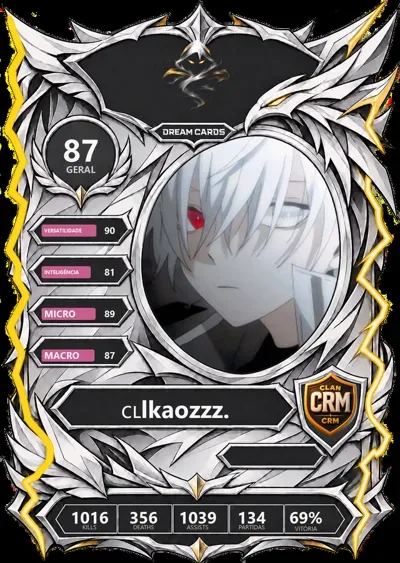 DREAM CARDS
87
GERAL
VERSATILIDADE 90
INTELIGÊNCIA 81
MICRO 89
MACRO 87
CLIkaozzz.
CLAN
CRM
CRM
1016 356 1039 134 69%
KILLS DEATHS ASSISTS PARTIDAS VITÓRIA